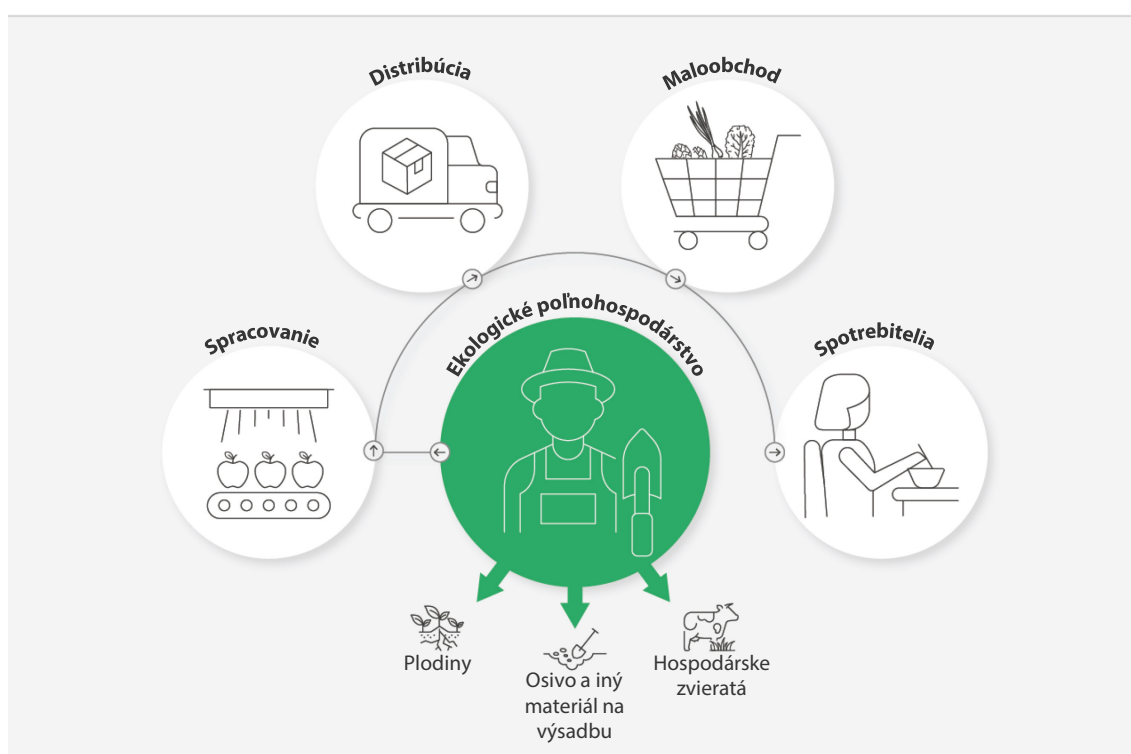 Distribúcia
Maloobchod
Spracovanie
Ekologické poľnohospodárstvo
Spotrebitelia
Plodiny
Osivo a iný
materiál na
výsadbu
Hospodárske
zvieratá